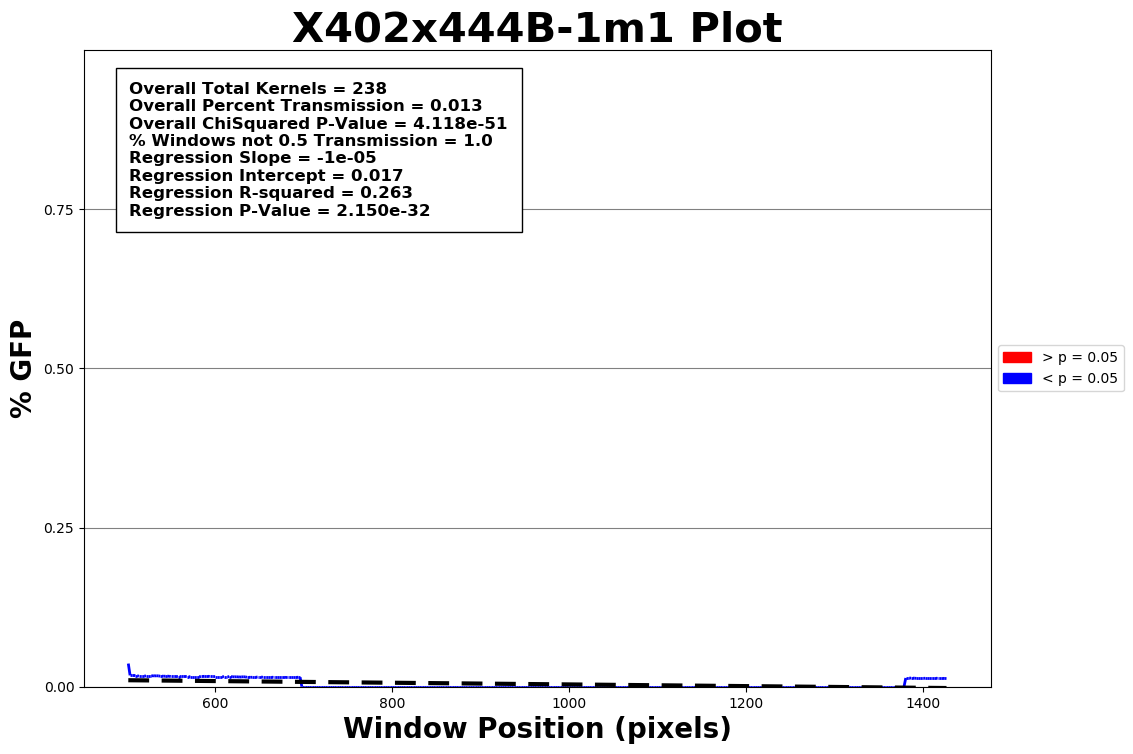 X402x444B-1m1 Plot
Overall Total Kernels = 238
Overall Percent Transmission = 0.013
Overall ChiSquared P-Value = 4.118e-51
% Windows not 0.5 Transmission = 1.0
Regression Slope = -1e-05
Regression Intercept = 0.017
Regression R-squared = 0.263
Regression P-Value = 2.150e-32
% GFP
0.75
0.50
0.25
0.00
600 800 1000 1200 1400
Window Position (pixels)
> p = 0.05
< p = 0.05